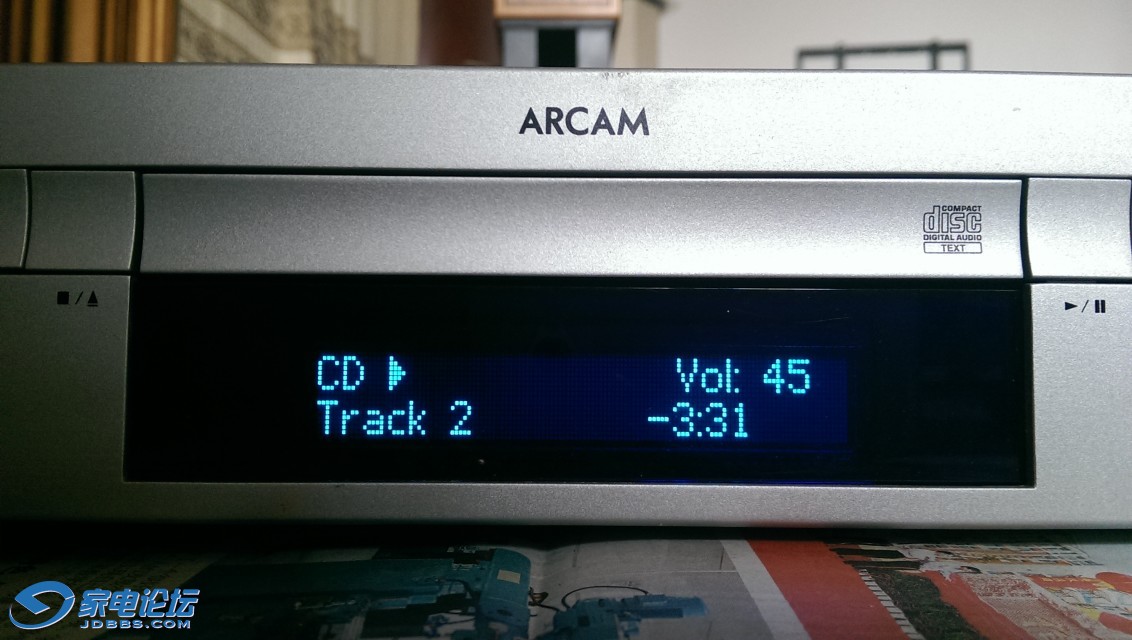 ARCAM
COMPACT
disc
DIGITAL AUDIO
TEXT
CD Vol: 45
Track 2 -3:31
家电论坛
JDBBS.COM